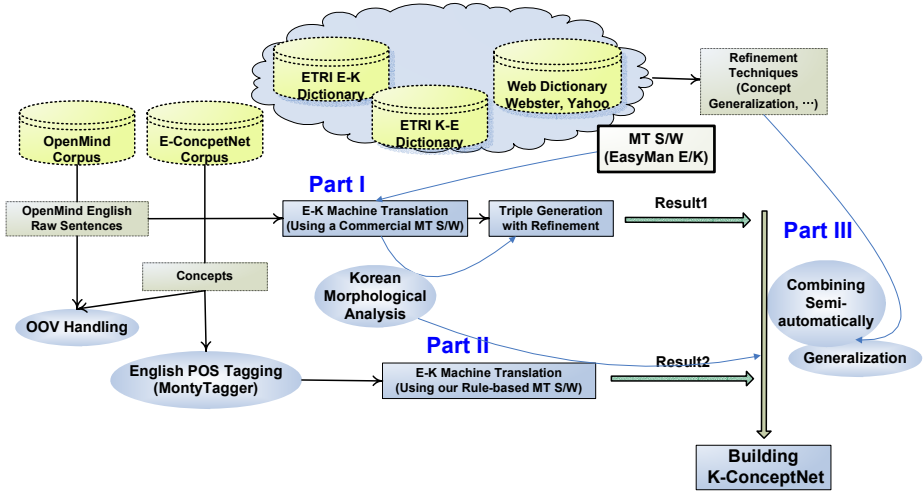 ETRI E-K
Dictionary
ETRI K-E
Dictionary
Web Dictionary
Webster, Yahoo
Refinement
Techniques
(Concept
Generalization, ···)
OpenMind
Corpus
E-ConcpetNet
Corpus
MT S/W
(EasyMan E/K)
Part I
OpenMind English
Raw Sentences
E-K Machine Translation
(Using a Commercial MT S/W)
Triple Generation
with Refinement
Result1
Part III
Concepts
Korean
Morphological
Analysis
Combining
Semi-
automatically
OOV Handling
Part II
Generalization
English POS Tagging
(MontyTagger)
E-K Machine Translation
(Using our Rule-based MT S/W)
Result2
Building
K-ConceptNet